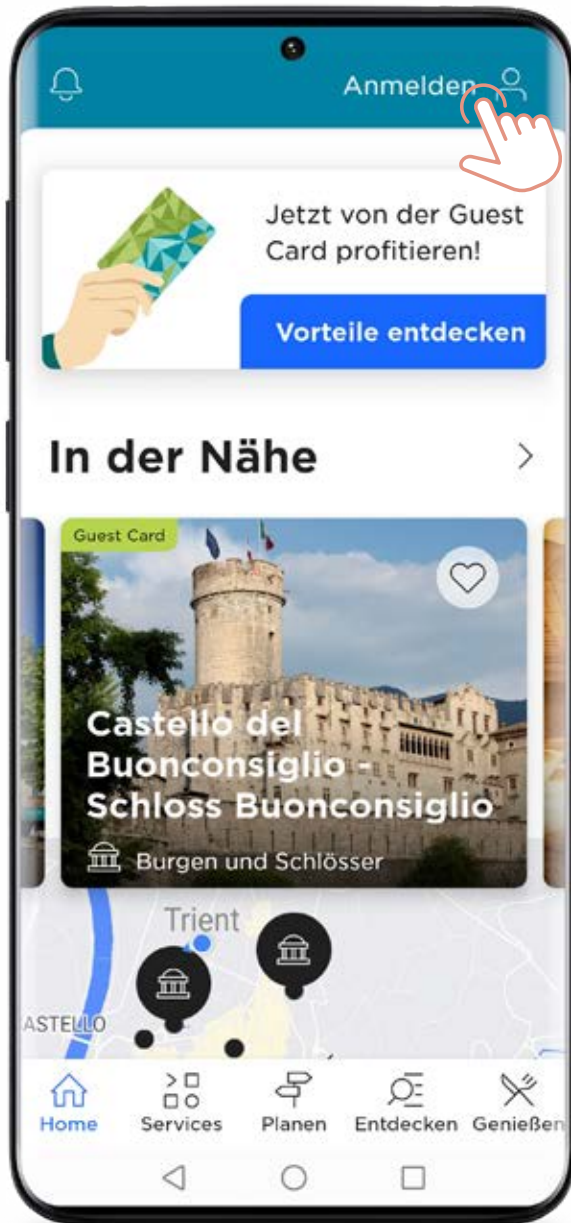 Anmelden
Jetzt von der Guest
Card profitieren!
Vorteile entdecken
In der Nähe
Guest Card
Castello del
Buonconsiglio -
Schloss Buonconsiglio
Burgen und Schlösser
Trient
ASTELLO
Home Services Planen Entdecken Genießen